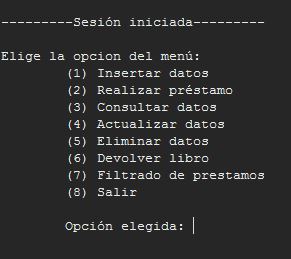 ---------Sesión iniciada---------
Elige la opcion del menú:
(1) Insertar datos
(2) Realizar préstamo
(3) Consultar datos
(4) Actualizar datos
(5) Eliminar datos
(6) Devolver libro
(7) Filtrado de prestamos
(8) Salir
Opción elegida: